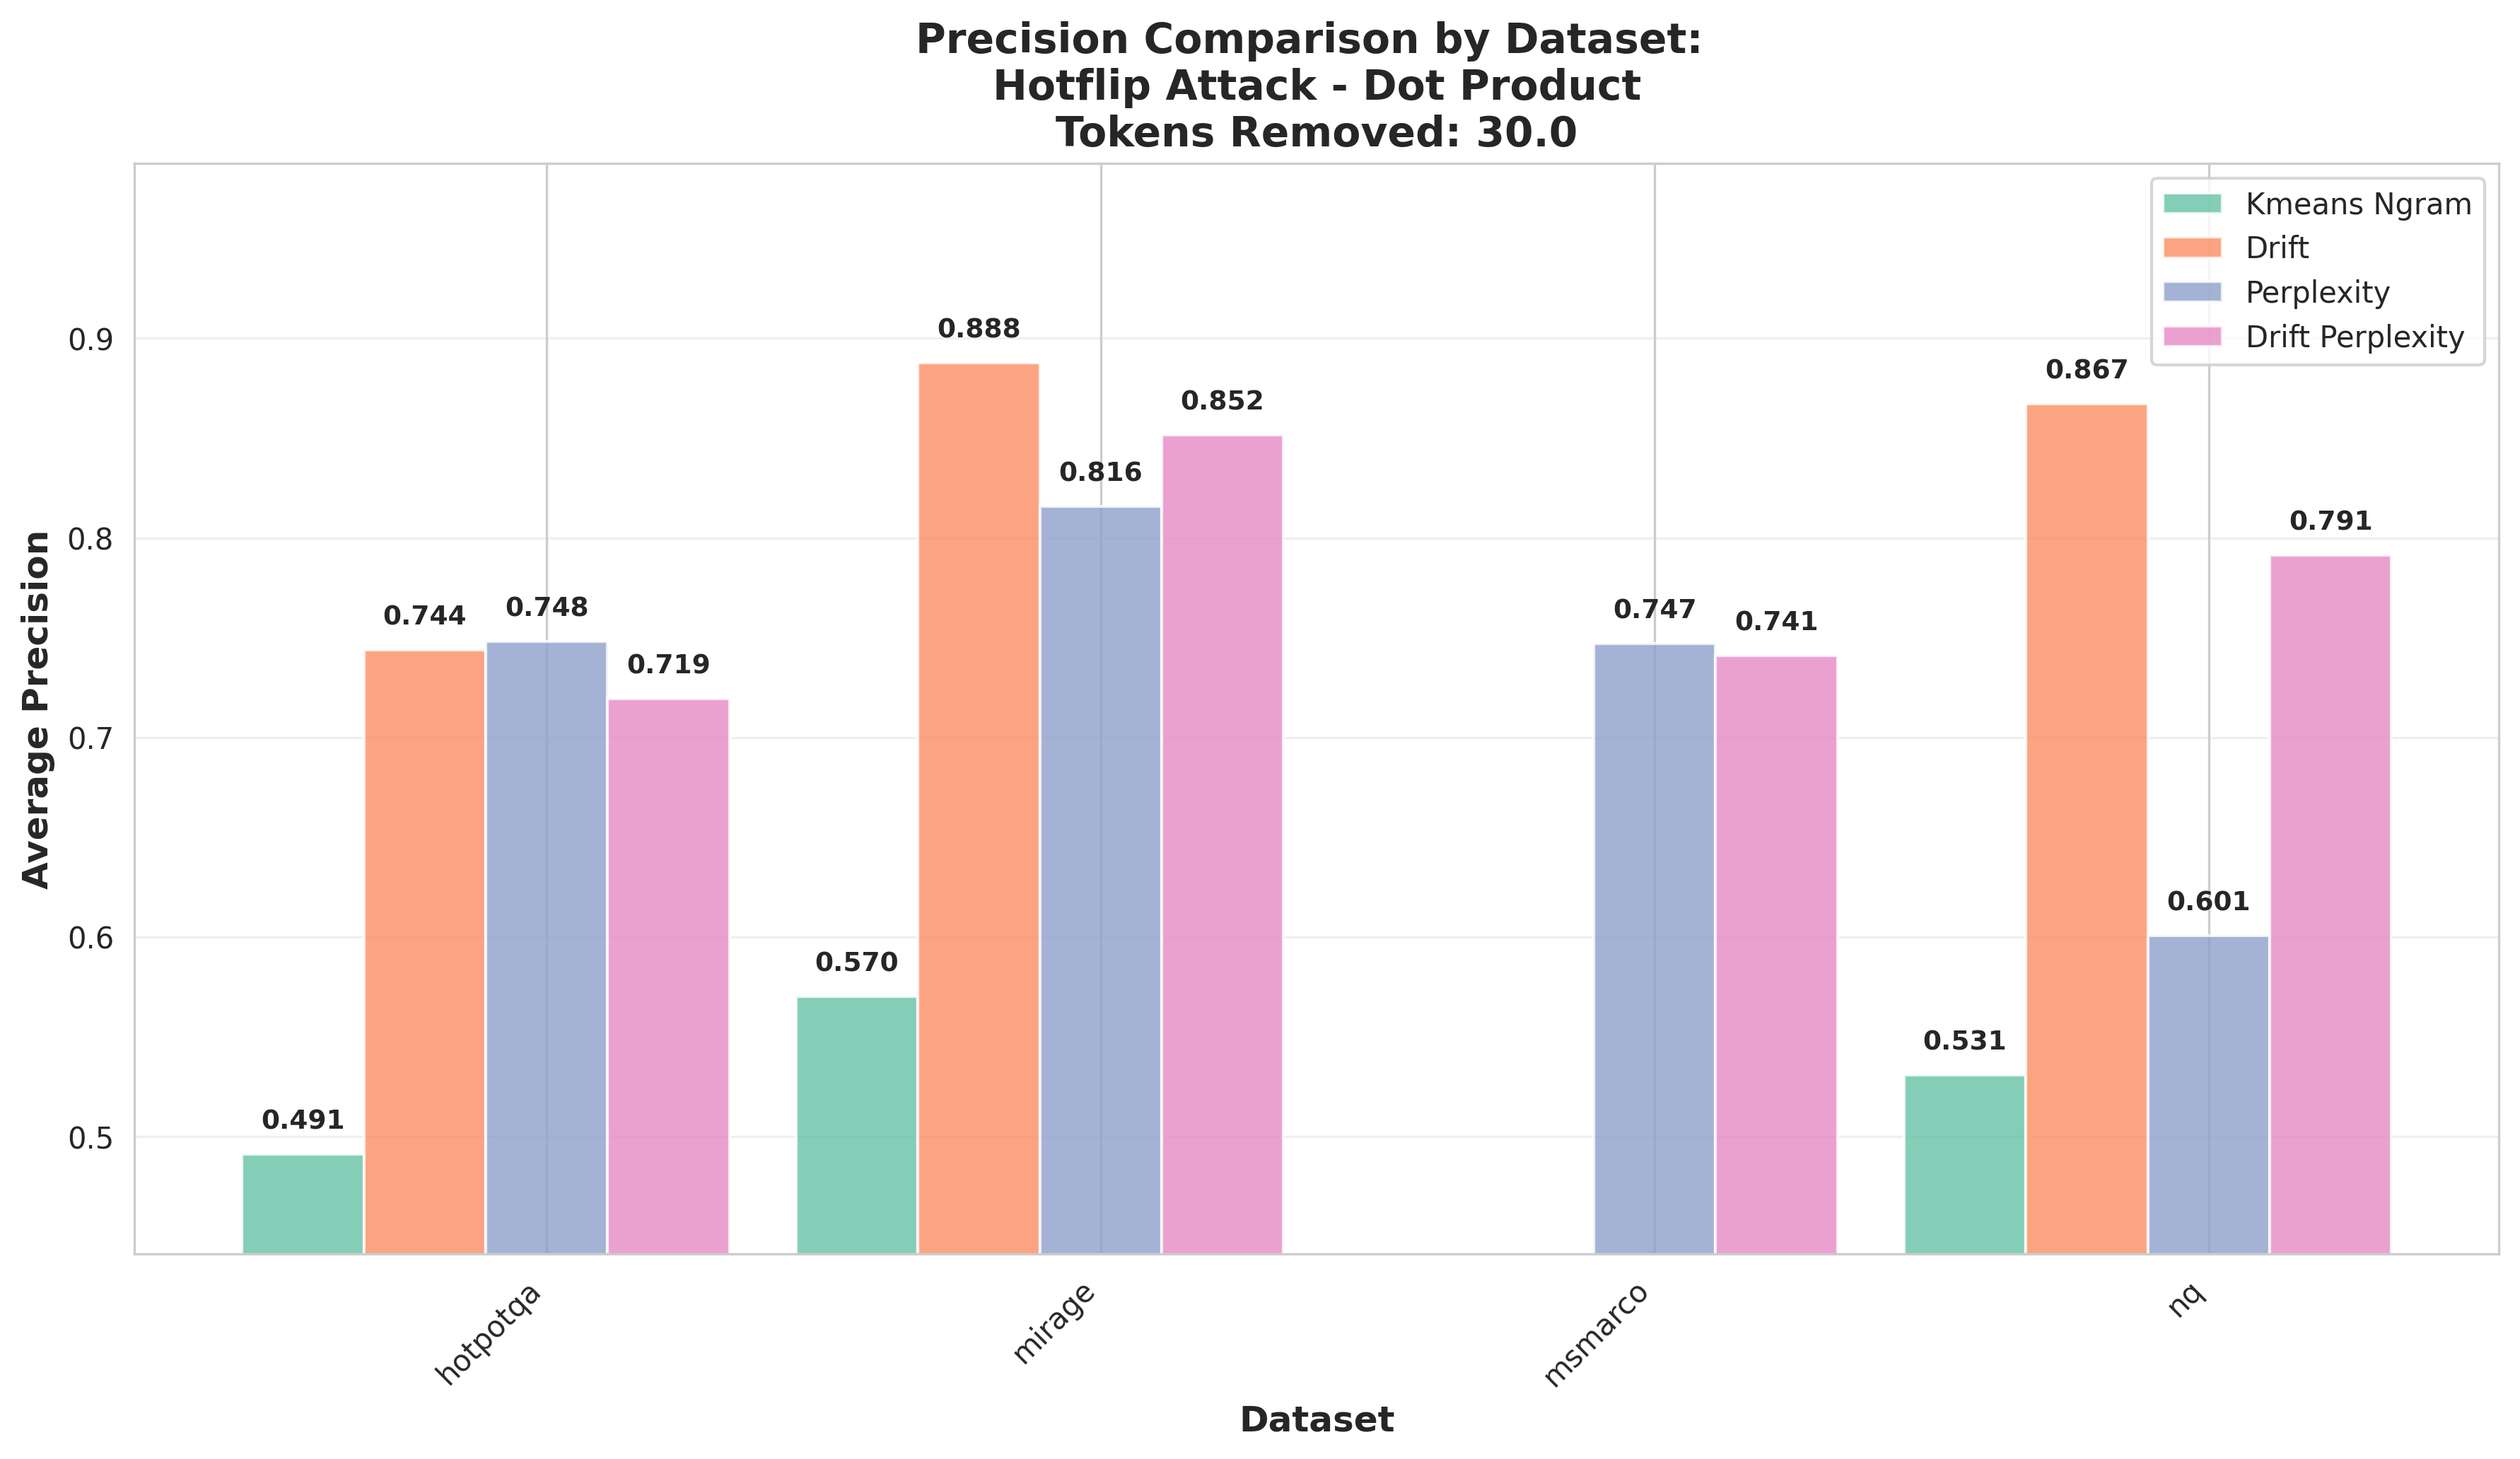 Precision Comparison by Dataset:
Hotflip Attack - Dot Product
Tokens Removed: 30.0
Kmeans Ngram
Drift
Perplexity
Drift Perplexity
Average Precision
0.9
0.8
0.7
0.6
0.5
0.491
0.744
0.748
0.719
0.570
0.888
0.816
0.852
0.747
0.741
0.531
0.867
0.601
0.791
hotpotqa
mirage
msmarco
nq
Dataset